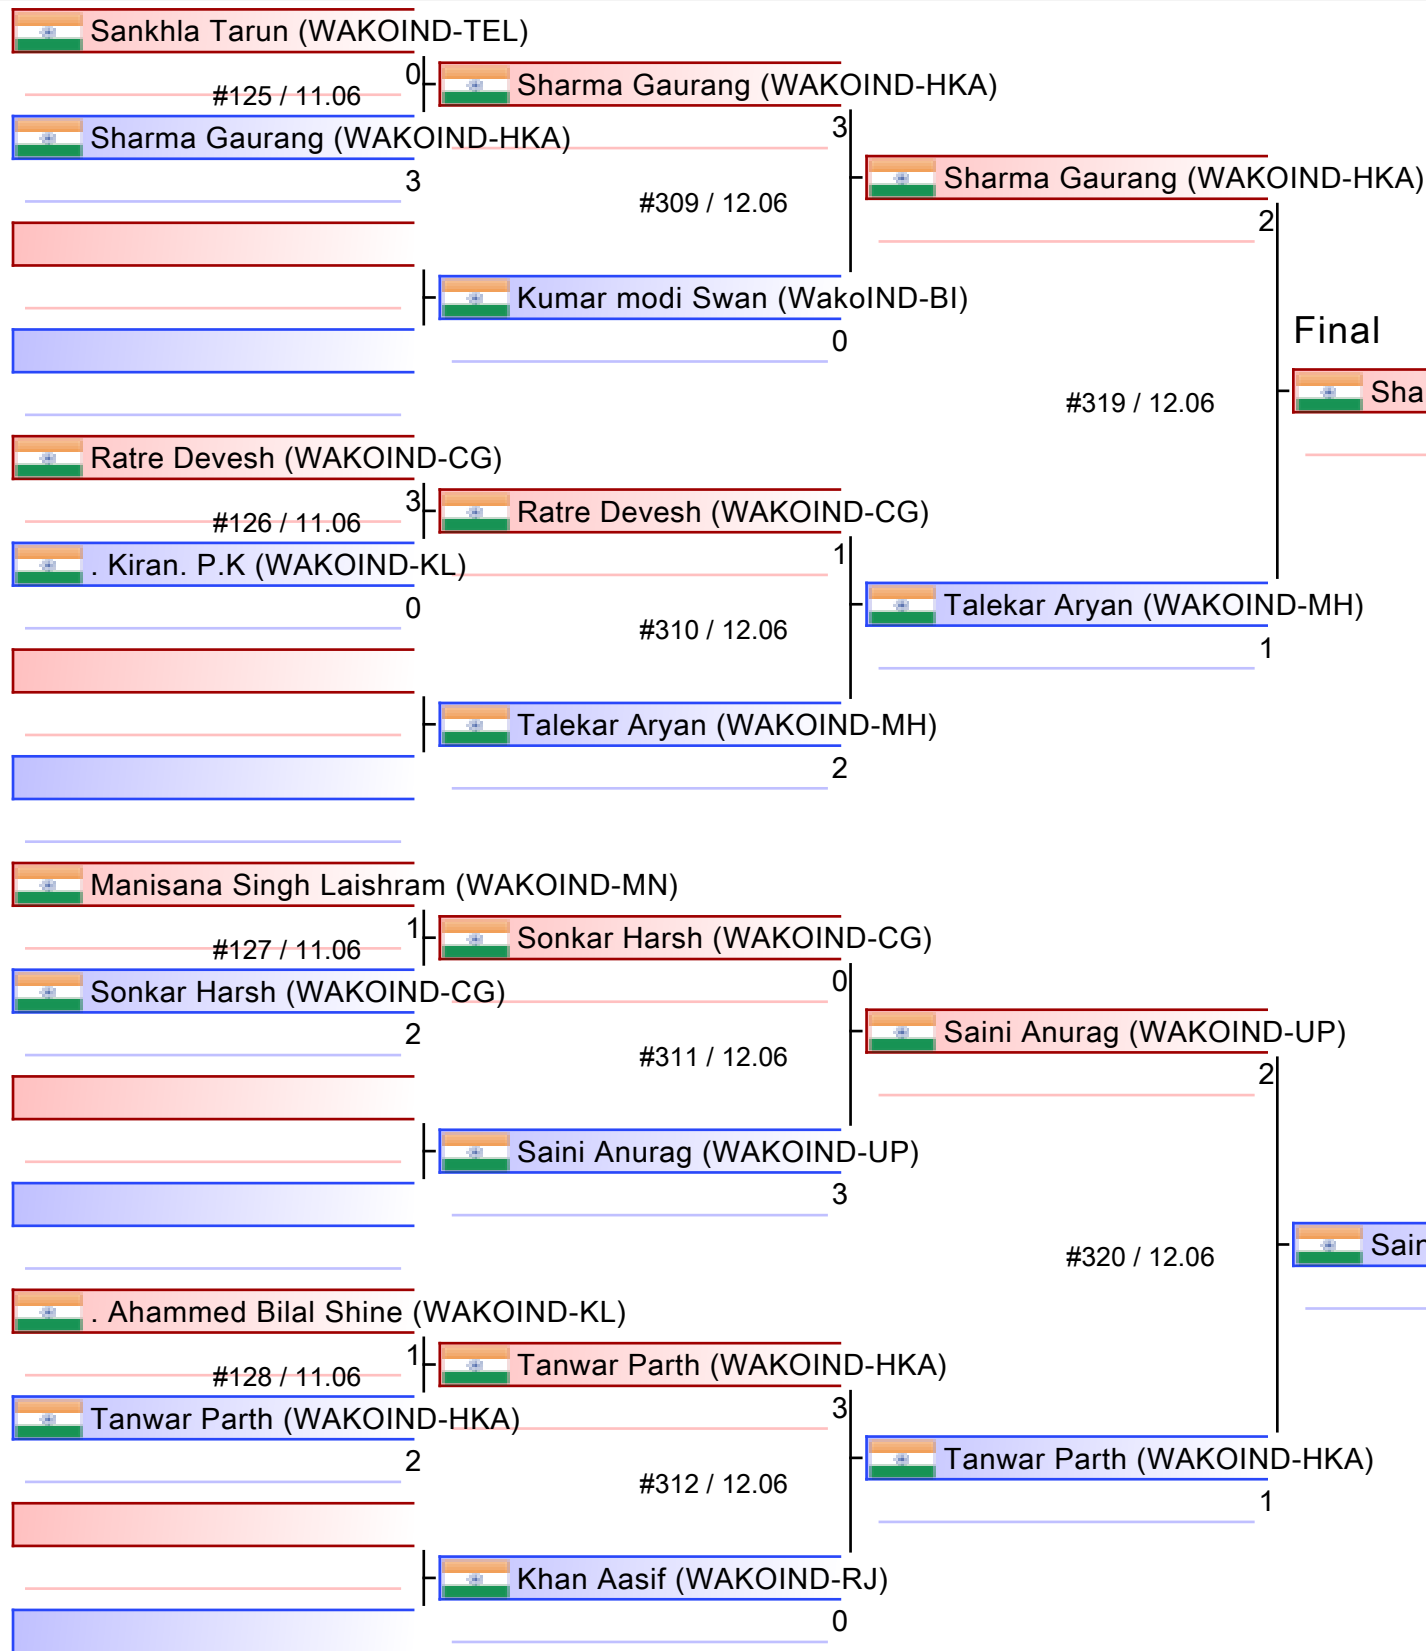 Sankhla Tarun (WAKOIND-TEL)
0
#125 / 11.06
Sharma Gaurang (WAKOIND-HKA)
3
Sharma Gaurang (WAKOIND-HKA)
3
#309 / 12.06
Kumar modi Swan (WakoIND-BI)
0
Sharma Gaurang (WAKOIND-HKA)
2
Ratre Devesh (WAKOIND-CG)
3
#126 / 11.06
. Kiran. P.K (WAKOIND-KL)
0
Ratre Devesh (WAKOIND-CG)
1
#310 / 12.06
Talekar Aryan (WAKOIND-MH)
2
#319 / 12.06
Talekar Aryan (WAKOIND-MH)
1
Final
Sha
Manisana Singh Laishram (WAKOIND-MN)
1
#127 / 11.06
Sonkar Harsh (WAKOIND-CG)
2
Sonkar Harsh (WAKOIND-CG)
0
#311 / 12.06
Saini Anurag (WAKOIND-UP)
3
Saini Anurag (WAKOIND-UP)
2
. Ahammed Bilal Shine (WAKOIND-KL)
1
#128 / 11.06
Tanwar Parth (WAKOIND-HKA)
2
Tanwar Parth (WAKOIND-HKA)
3
#312 / 12.06
Khan Aasif (WAKOIND-RJ)
0
#320 / 12.06
Tanwar Parth (WAKOIND-HKA)
1